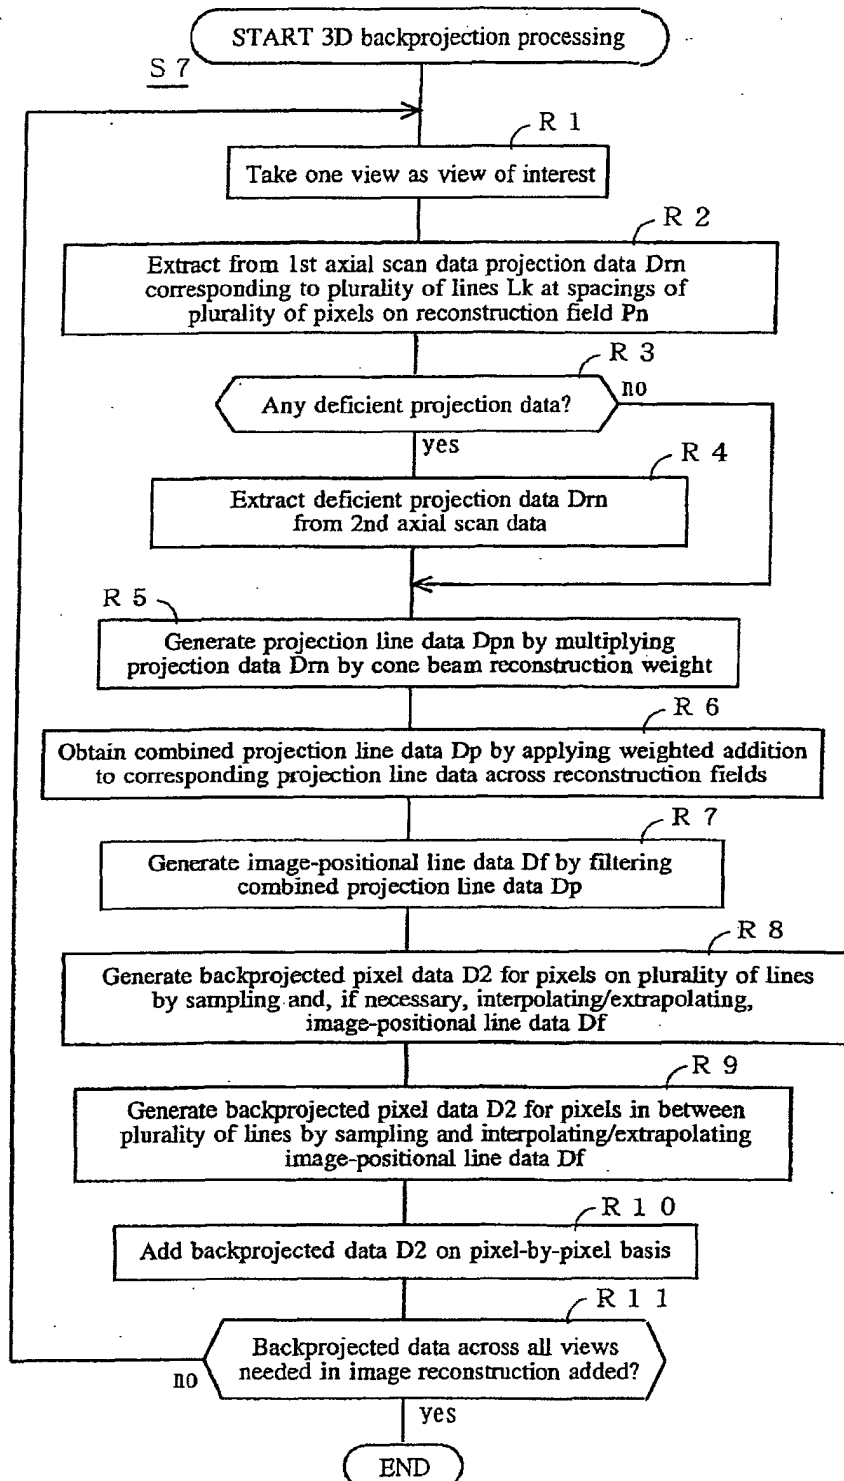 START 3D backprojection processing
S 7
R 1
Take one view as view of interest
R 2
Extract from 1st axial scan data projection data Drn
corresponding to plurality of lines Lk at spacings of
plurality of pixels on reconstruction field Pn
R 3
Any deficient projection data?
no
yes
R 4
Extract deficient projection data Drn
from 2nd axial scan data
R 5
Generate projection line data Dpn by multiplying
projection data Drn by cone beam reconstruction weight
R 6
Obtain combined projection line data Dp by applying weighted addition
to corresponding projection line data across reconstruction fields
R 7
Generate image-positional line data Df by filtering
combined projection line data Dp
R 8
Generate backprojected pixel data D2 for pixels on plurality of lines
by sampling and, if necessary, interpolating/extrapolating,
image-positional line data Df
R 9
Generate backprojected pixel data D2 for pixels in between
plurality of lines by sampling and interpolating/extrapolating
image-positional line data Df
R 1 0
Add backprojected data D2 on pixel-by-pixel basis
R 1 1
Backprojected data across all views
needed in image reconstruction added?
no
yes
END